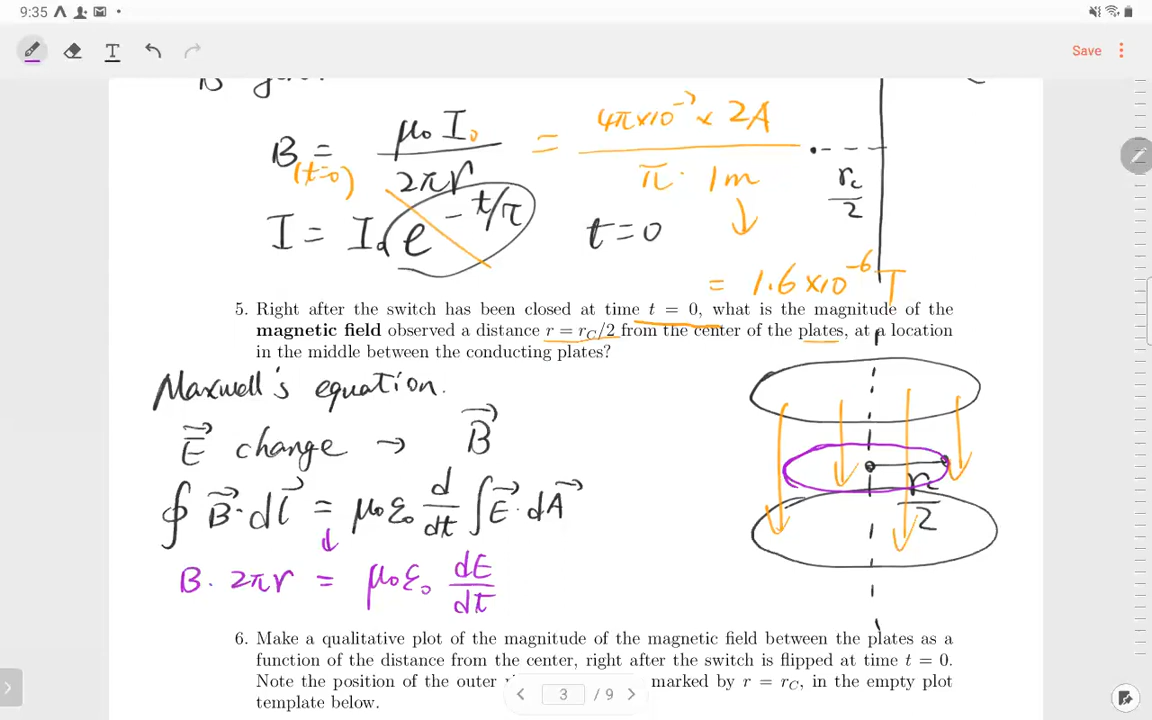 9:35
Save
B = μ₀ I₀ / 2πr = 4π×10⁻⁷ × 2A / π · 1m
(t=0)
r_c/2
I = I₀ e^(-t/τ) t=0
= 1.6×10⁻⁶ T
5. Right after the switch has been closed at time t = 0, what is the magnitude of the
magnetic field observed a distance r = r_C/2 from the center of the plates, at a location
in the middle between the conducting plates?
Maxwell's equation.
E⃗ change → B⃗
∮ B⃗ · dl⃗ = μ₀ε₀ d/dt ∫ E⃗ · dA⃗
B · 2πr = μ₀ε₀ dE/dt
6. Make a qualitative plot of the magnitude of the magnetic field between the plates as a
function of the distance from the center, right after the switch is flipped at time t = 0.
Note the position of the outer marked by r = r_C, in the empty plot
template below.
3 / 9